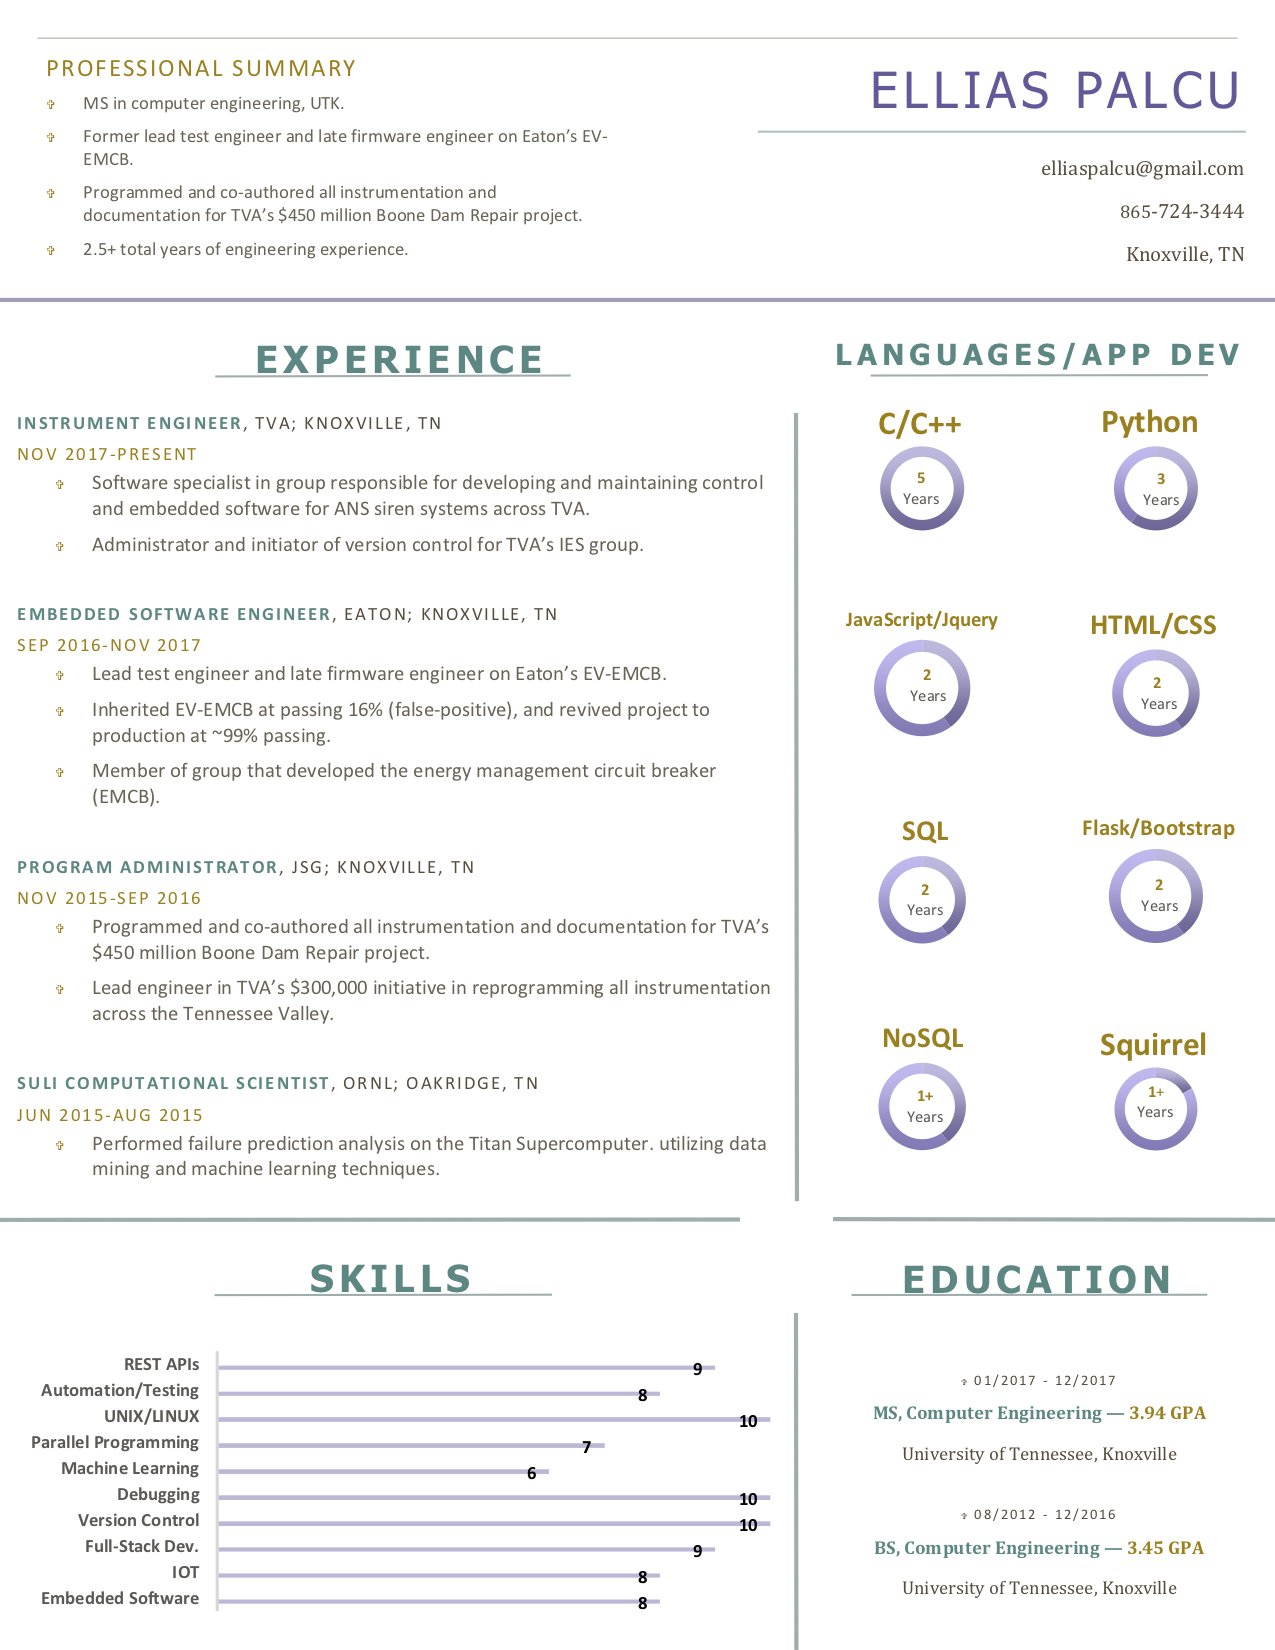 PROFESSIONAL SUMMARY
MS in computer engineering, UTK.
Former lead test engineer and late firmware engineer on Eaton’s EV-
EMCB.
Programmed and co-authored all instrumentation and
documentation for TVA’s $450 million Boone Dam Repair project.
2.5+ total years of engineering experience.
ELLIAS PALCU
elliaspalcu@gmail.com
865-724-3444
Knoxville, TN
EXPERIENCE
INSTRUMENT ENGINEER, TVA; KNOXVILLE, TN
NOV 2017-PRESENT
Software specialist in group responsible for developing and maintaining control
and embedded software for ANS siren systems across TVA.
Administrator and initiator of version control for TVA’s IES group.
EMBEDDED SOFTWARE ENGINEER, EATON; KNOXVILLE, TN
SEP 2016-NOV 2017
Lead test engineer and late firmware engineer on Eaton’s EV-EMCB.
Inherited EV-EMCB at passing 16% (false-positive), and revived project to
production at ~99% passing.
Member of group that developed the energy management circuit breaker
(EMCB).
PROGRAM ADMINISTRATOR, JSG; KNOXVILLE, TN
NOV 2015-SEP 2016
Programmed and co-authored all instrumentation and documentation for TVA’s
$450 million Boone Dam Repair project.
Lead engineer in TVA’s $300,000 initiative in reprogramming all instrumentation
across the Tennessee Valley.
SULI COMPUTATIONAL SCIENTIST, ORNL; OAKRIDGE, TN
JUN 2015-AUG 2015
Performed failure prediction analysis on the Titan Supercomputer. utilizing data
mining and machine learning techniques.
LANGUAGES/APP DEV
C/C++
5
Years
Python
3
Years
JavaScript/Jquery
2
Years
HTML/CSS
2
Years
SQL
2
Years
Flask/Bootstrap
2
Years
NoSQL
1+
Years
Squirrel
1+
Years
SKILLS
REST APIs 9
Automation/Testing 8
UNIX/LINUX 10
Parallel Programming 7
Machine Learning 6
Debugging 10
Version Control 10
Full-Stack Dev. 9
IOT 8
Embedded Software 8
EDUCATION
01/2017 - 12/2017
MS, Computer Engineering — 3.94 GPA
University of Tennessee, Knoxville
08/2012 - 12/2016
BS, Computer Engineering — 3.45 GPA
University of Tennessee, Knoxville